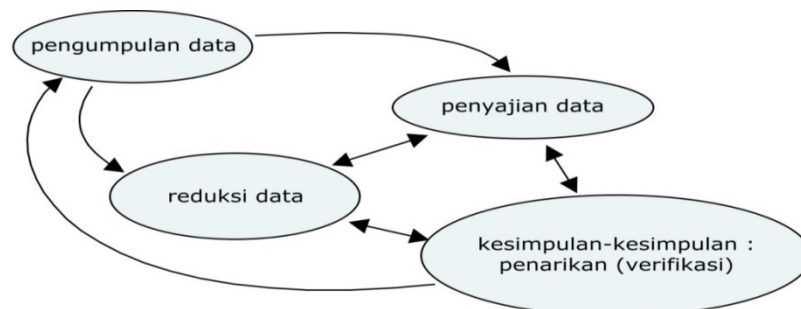 pengumpulan data
penyajian data
reduksi data
kesimpulan-kesimpulan :
penarikan (verifikasi)